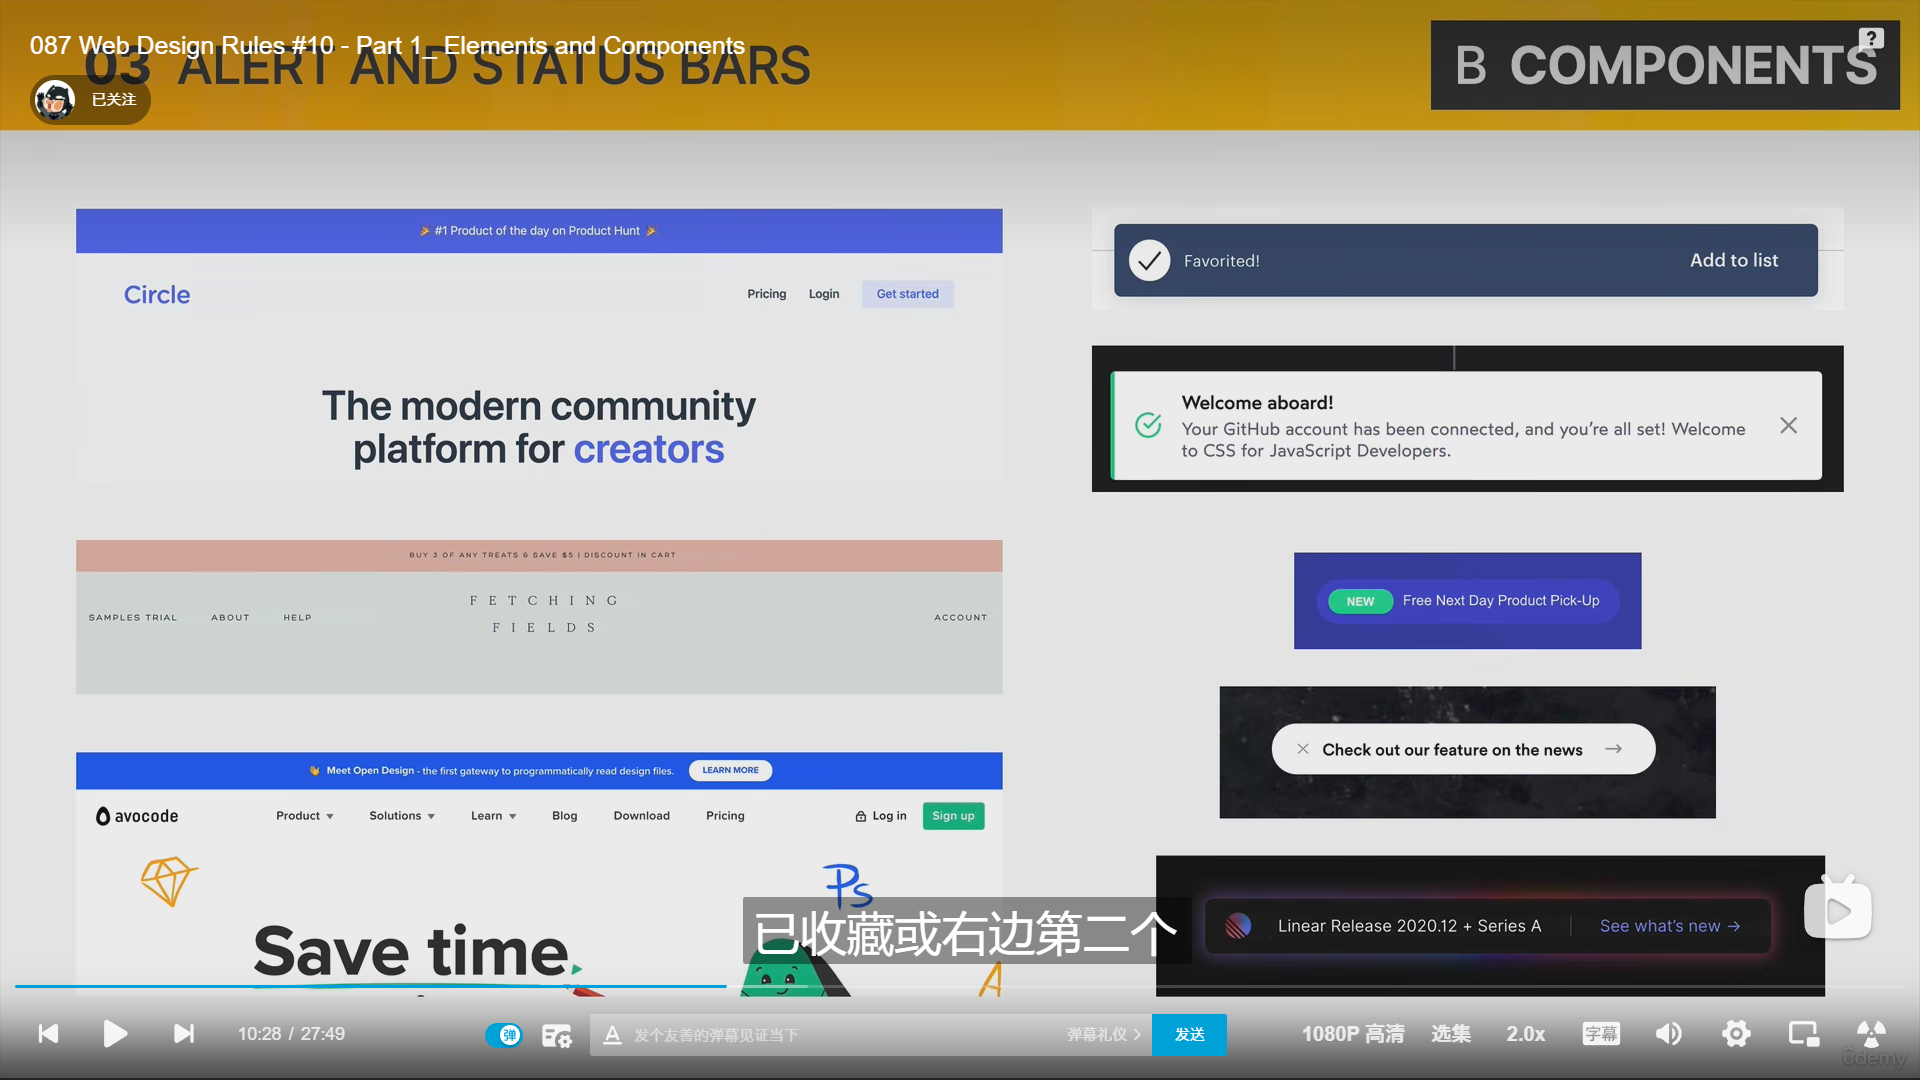 087 Web Design Rules #10 - Part 1_ Elements and Components
03 ALERT AND STATUS BARS
B COMPONENTS
?
已关注
🎉 #1 Product of the day on Product Hunt 🎉
Circle
Pricing Login Get started
The modern community
platform for creators
BUY 3 OF ANY TREATS & SAVE $5 | DISCOUNT IN CART
FETCHING
FIELDS
SAMPLES TRIAL ABOUT HELP
ACCOUNT
👋 Meet Open Design - the first gateway to programmatically read design files. LEARN MORE
avocode
Product Solutions Learn Blog Download Pricing Log in Sign up
Ps
Save time
A
Favorited! Add to list
Welcome aboard!
Your GitHub account has been connected, and you’re all set! Welcome
to CSS for JavaScript Developers.
NEW Free Next Day Product Pick-Up
× Check out our feature on the news →
Linear Release 2020.12 + Series A | See what’s new →
已收藏或右边第二个
10:28 / 27:49
弹
A 发个友善的弹幕见证当下 弹幕礼仪 > 发送
1080P 高清 选集 2.0x 字幕
ûdemy